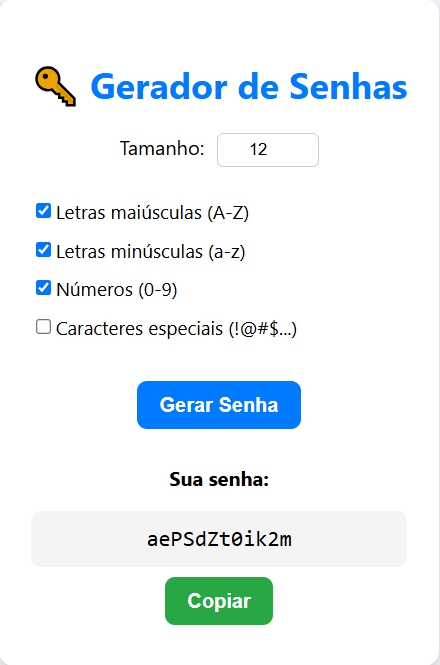 Gerador de Senhas
Tamanho: 12
Letras maiúsculas (A-Z)
Letras minúsculas (a-z)
Números (0-9)
Caracteres especiais (!@#$...)
Gerar Senha
Sua senha:
aePSdZt0ik2m
Copiar